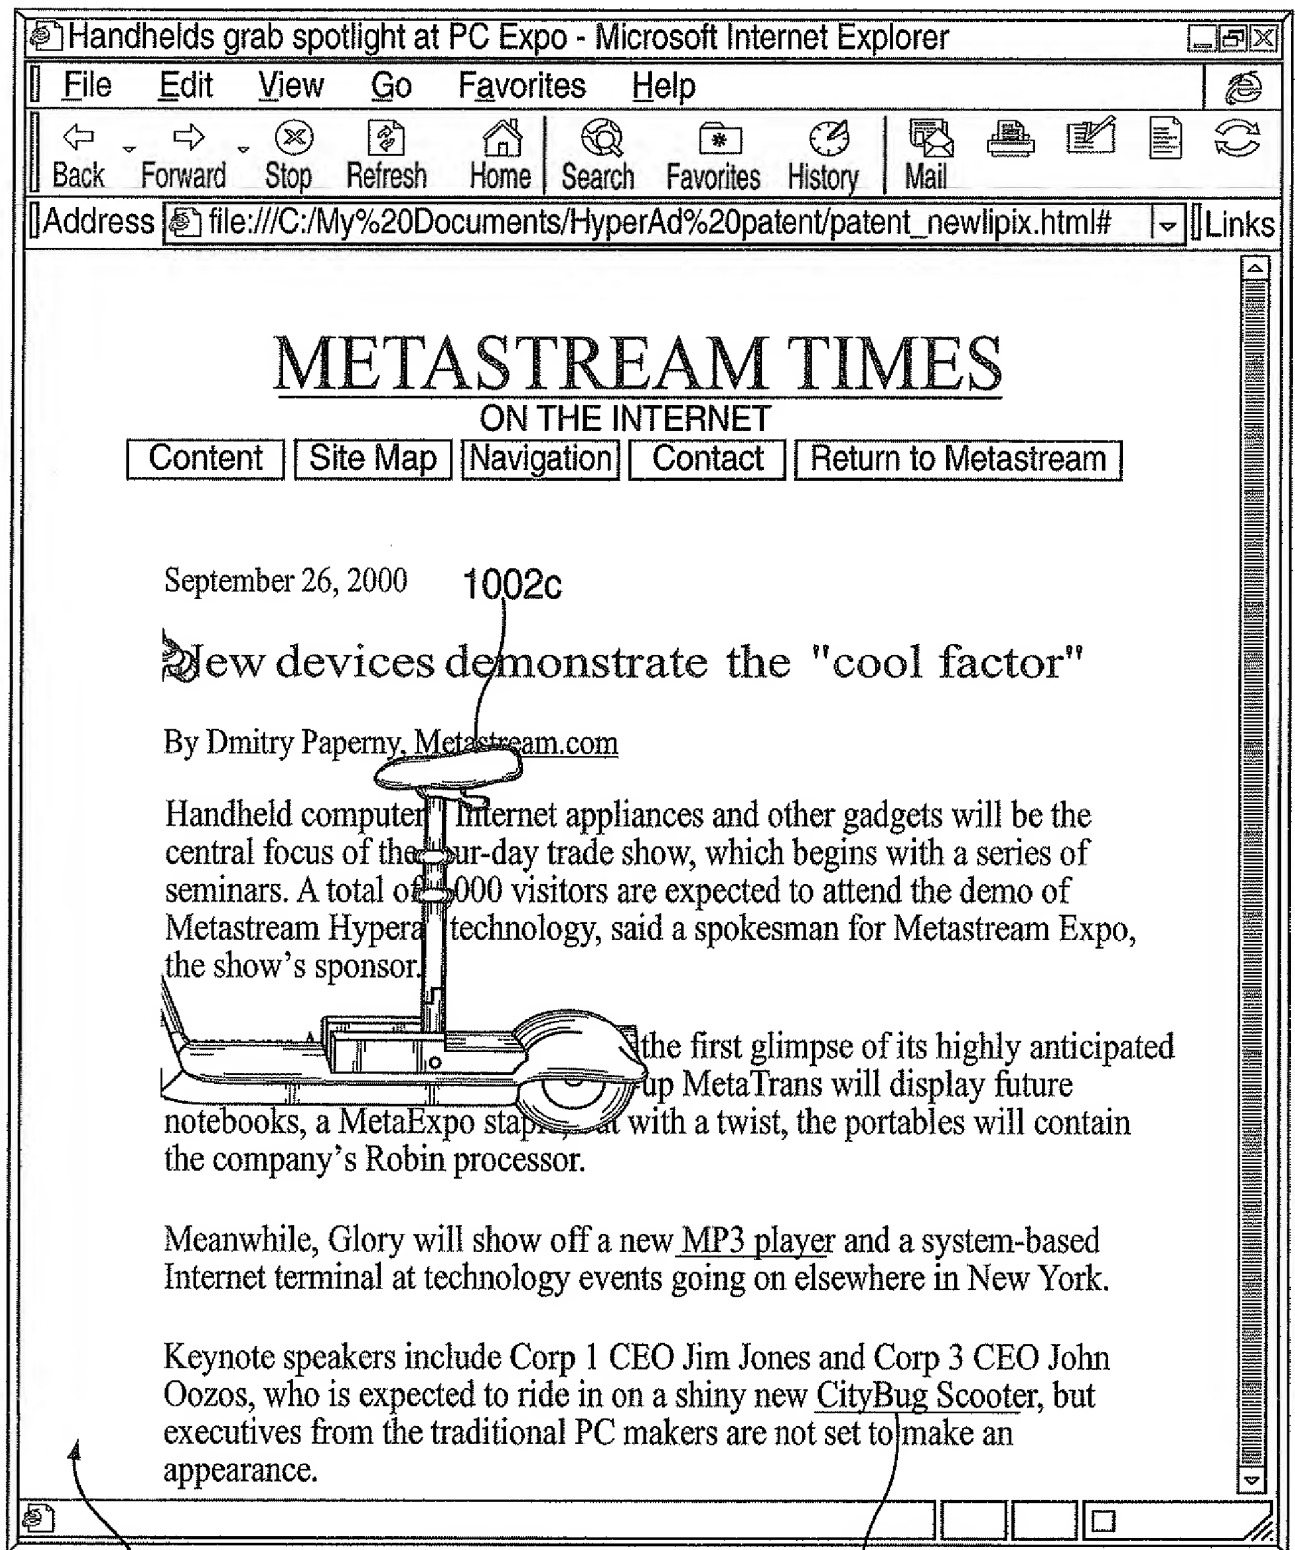 Handhelds grab spotlight at PC Expo - Microsoft Internet Explorer
File Edit View Go Favorites Help
Back Forward Stop Refresh Home Search Favorites History Mail
Address file:///C:/My%20Documents/HyperAd%20patent/patent_newlipix.html# Links
METASTREAM TIMES
ON THE INTERNET
Content Site Map Navigation Contact Return to Metastream
September 26, 2000 1002c
New devices demonstrate the "cool factor"
By Dmitry Paperny, Metastream.com
Handheld computer Internet appliances and other gadgets will be the
central focus of the our-day trade show, which begins with a series of
seminars. A total of 000 visitors are expected to attend the demo of
Metastream Hypera technology, said a spokesman for Metastream Expo,
the show's sponsor.
the first glimpse of its highly anticipated
up MetaTrans will display future
notebooks, a MetaExpo staple, but with a twist, the portables will contain
the company's Robin processor.
Meanwhile, Glory will show off a new MP3 player and a system-based
Internet terminal at technology events going on elsewhere in New York.
Keynote speakers include Corp 1 CEO Jim Jones and Corp 3 CEO John
Oozos, who is expected to ride in on a shiny new CityBug Scooter, but
executives from the traditional PC makers are not set to make an
appearance.